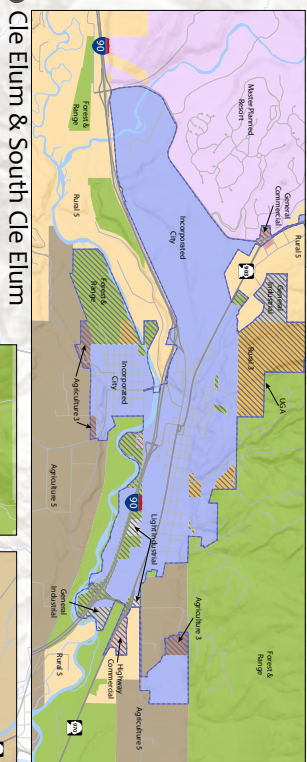 Cle Elum & South Cle Elum
90
Forest &
Range
Master Planned
Resort
General
Commercial
Rural 5
903
General
Industrial
Rural 3
UGA
Incorporated
City
Rural 5
Forest &
Range
Agriculture 3
Incorporated
City
Agriculture 5
90
Light Industrial
Agriculture 3
Forest &
Range
General
Industrial
Highway
Commercial
Agriculture 5
Rural 5
970